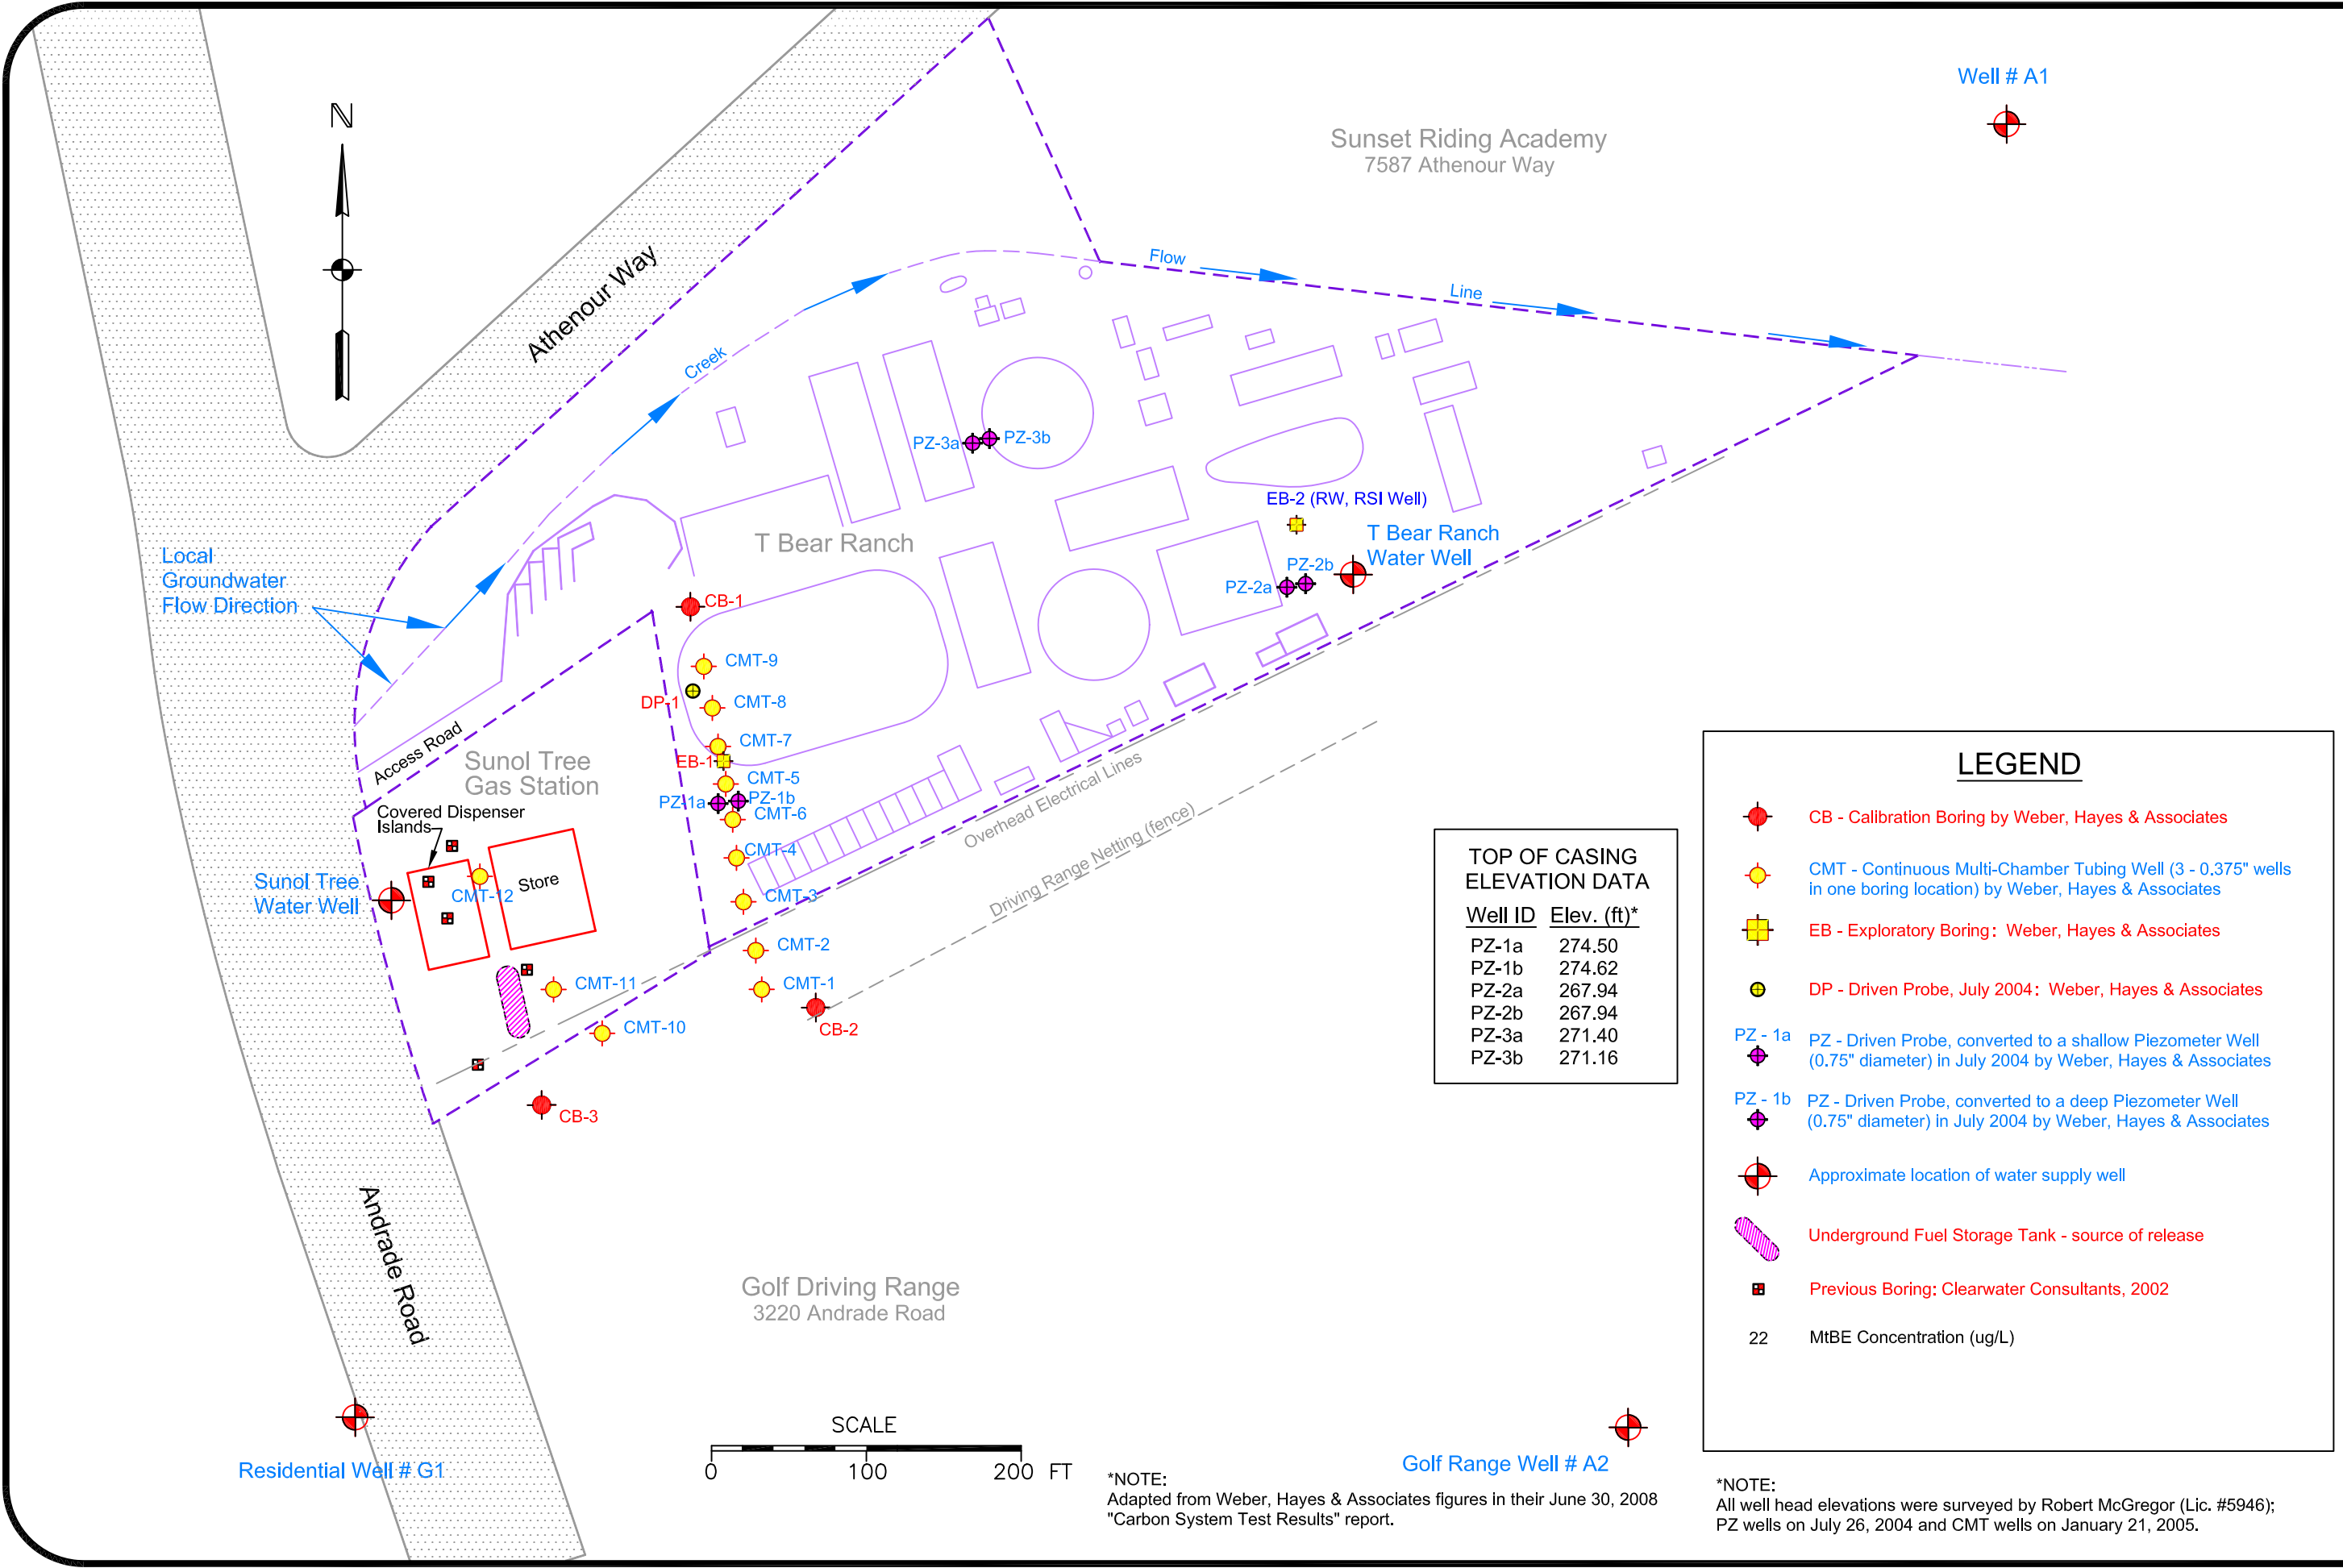 Well # A1
N
Sunset Riding Academy
7587 Athenour Way
Athenour Way
Flow
Line
Creek
PZ-3a
PZ-3b
EB-2 (RW, RSI Well)
T Bear Ranch
T Bear Ranch
Water Well
PZ-2b
PZ-2a
Local
Groundwater
Flow Direction
CB-1
CMT-9
DP-1
CMT-8
CMT-7
EB-1
CMT-5
PZ-1a
PZ-1b
CMT-6
CMT-4
CMT-3
CMT-2
CMT-1
CB-2
Access Road
Sunol Tree
Gas Station
Covered Dispenser
Islands
Sunol Tree
Water Well
CMT-12
Store
CMT-11
CMT-10
CB-3
Overhead Electrical Lines
Driving Range Netting (fence)
TOP OF CASING
ELEVATION DATA
Well ID Elev. (ft)*
PZ-1a 274.50
PZ-1b 274.62
PZ-2a 267.94
PZ-2b 267.94
PZ-3a 271.40
PZ-3b 271.16
LEGEND
CB - Calibration Boring by Weber, Hayes & Associates
CMT - Continuous Multi-Chamber Tubing Well (3 - 0.375" wells
in one boring location) by Weber, Hayes & Associates
EB - Exploratory Boring: Weber, Hayes & Associates
DP - Driven Probe, July 2004: Weber, Hayes & Associates
PZ - 1a
PZ - Driven Probe, converted to a shallow Piezometer Well
(0.75" diameter) in July 2004 by Weber, Hayes & Associates
PZ - 1b
PZ - Driven Probe, converted to a deep Piezometer Well
(0.75" diameter) in July 2004 by Weber, Hayes & Associates
Approximate location of water supply well
Underground Fuel Storage Tank - source of release
Previous Boring: Clearwater Consultants, 2002
22 MtBE Concentration (ug/L)
Andrade Road
Golf Driving Range
3220 Andrade Road
Residential Well # G1
SCALE
0 100 200 FT
Golf Range Well # A2
*NOTE:
Adapted from Weber, Hayes & Associates figures in their June 30, 2008
"Carbon System Test Results" report.
*NOTE:
All well head elevations were surveyed by Robert McGregor (Lic. #5946);
PZ wells on July 26, 2004 and CMT wells on January 21, 2005.